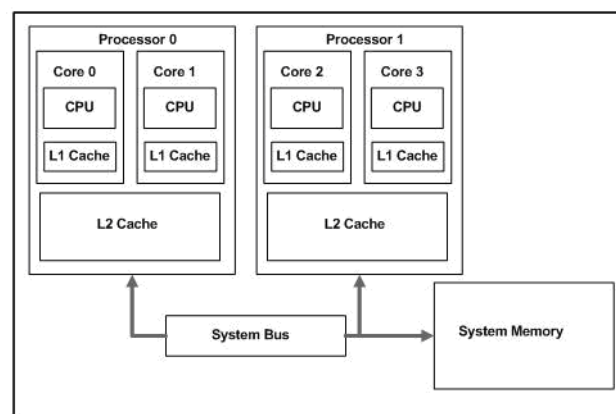 Processor 0
Processor 1
Core 0
Core 1
Core 2
Core 3
CPU
CPU
CPU
CPU
L1 Cache
L1 Cache
L1 Cache
L1 Cache
L2 Cache
L2 Cache
System Bus
System Memory